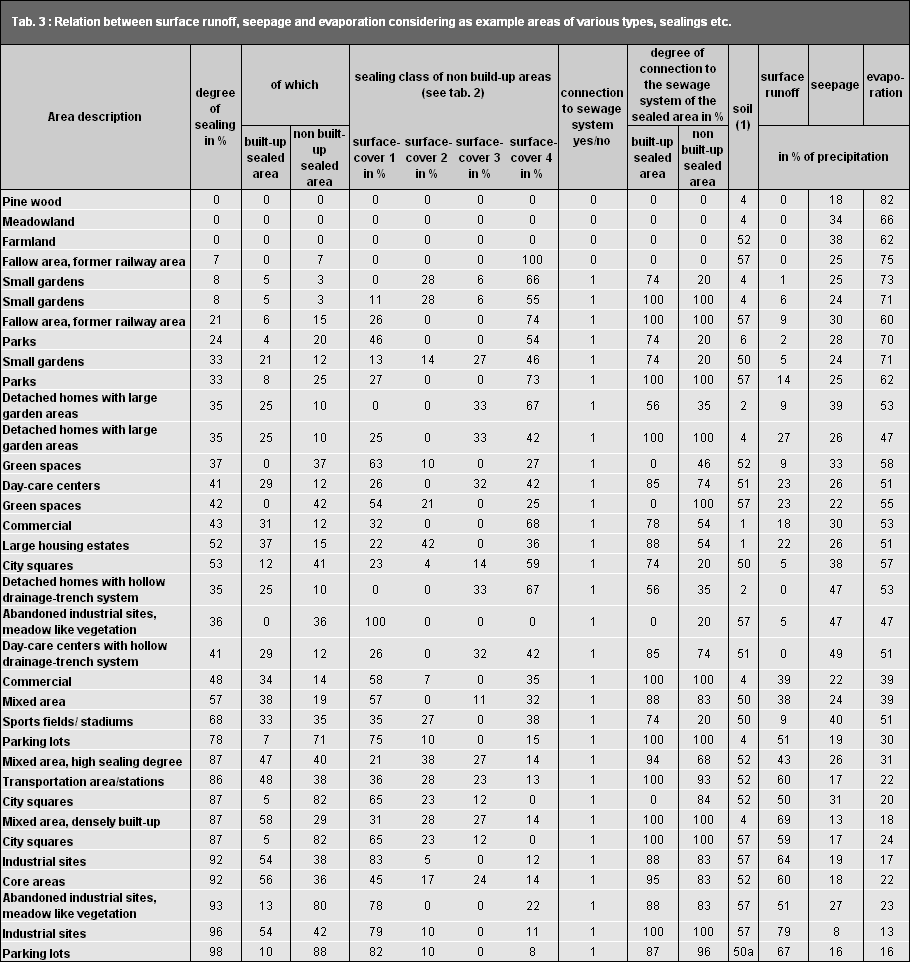 Tab. 3 : Relation between surface runoff, seepage and evaporation considering as example areas of various types, sealings etc.
Area description
degree of sealing in %
of which
built-up sealed area
non built-up sealed area
sealing class of non build-up areas (see tab. 2)
surface-cover 1 in %
surface-cover 2 in %
surface-cover 3 in %
surface-cover 4 in %
connection to sewage system yes/no
degree of connection to the sewage system of the sealed area in %
built-up sealed area
non built-up sealed area
soil (1)
surface runoff
seepage
evapo-ration
in % of precipitation
Pine wood 0 0 0 0 0 0 0 0 0 0 4 0 18 82
Meadowland 0 0 0 0 0 0 0 0 0 0 4 0 34 66
Farmland 0 0 0 0 0 0 0 0 0 0 52 0 38 62
Fallow area, former railway area 7 0 7 0 0 0 100 0 0 0 57 0 25 75
Small gardens 8 5 3 0 28 6 66 1 74 20 4 1 25 73
Small gardens 8 5 3 11 28 6 55 1 100 100 4 6 24 71
Fallow area, former railway area 21 6 15 26 0 0 74 1 100 100 57 9 30 60
Parks 24 4 20 46 0 0 54 1 74 20 6 2 28 70
Small gardens 33 21 12 13 14 27 46 1 74 20 50 5 24 71
Parks 33 8 25 27 0 0 73 1 100 100 57 14 25 62
Detached homes with large
garden areas 35 25 10 0 0 33 67 1 56 35 2 9 39 53
Detached homes with large
garden areas 35 25 10 25 0 33 42 1 100 100 4 27 26 47
Green spaces 37 0 37 63 10 0 27 1 0 46 52 9 33 58
Day-care centers 41 29 12 26 0 32 42 1 85 74 51 23 26 51
Green spaces 42 0 42 54 21 0 25 1 0 100 57 23 22 55
Commercial 43 31 12 32 0 0 68 1 78 54 1 18 30 53
Large housing estates 52 37 15 22 42 0 36 1 88 54 1 22 26 51
City squares 53 12 41 23 4 14 59 1 74 20 50 5 38 57
Detached homes with hollow
drainage-trench system 35 25 10 0 0 33 67 1 56 35 2 0 47 53
Abandoned industrial sites,
meadow like vegetation 36 0 36 100 0 0 0 1 0 20 57 5 47 47
Day-care centers with hollow
drainage-trench system 41 29 12 26 0 32 42 1 85 74 51 0 49 51
Commercial 48 34 14 58 7 0 35 1 100 100 4 39 22 39
Mixed area 57 38 19 57 0 11 32 1 88 83 50 38 24 39
Sports fields/ stadiums 68 33 35 35 27 0 38 1 74 20 50 9 40 51
Parking lots 78 7 71 75 10 0 15 1 100 100 4 51 19 30
Mixed area, high sealing degree 87 47 40 21 38 27 14 1 94 68 52 43 26 31
Transportation area/stations 86 48 38 36 28 23 13 1 100 93 52 60 17 22
City squares 87 5 82 65 23 12 0 1 0 84 52 50 31 20
Mixed area, densely built-up 87 58 29 31 28 27 14 1 100 100 4 69 13 18
City squares 87 5 82 65 23 12 0 1 100 100 57 59 17 24
Industrial sites 92 54 38 83 5 0 12 1 88 83 57 64 19 17
Core areas 92 56 36 45 17 24 14 1 95 83 52 60 18 22
Abandoned industrial sites,
meadow like vegetation 93 13 80 78 0 0 22 1 88 83 57 51 27 23
Industrial sites 96 54 42 79 10 0 11 1 100 100 57 79 8 13
Parking lots 98 10 88 82 10 0 8 1 87 96 50a 67 16 16